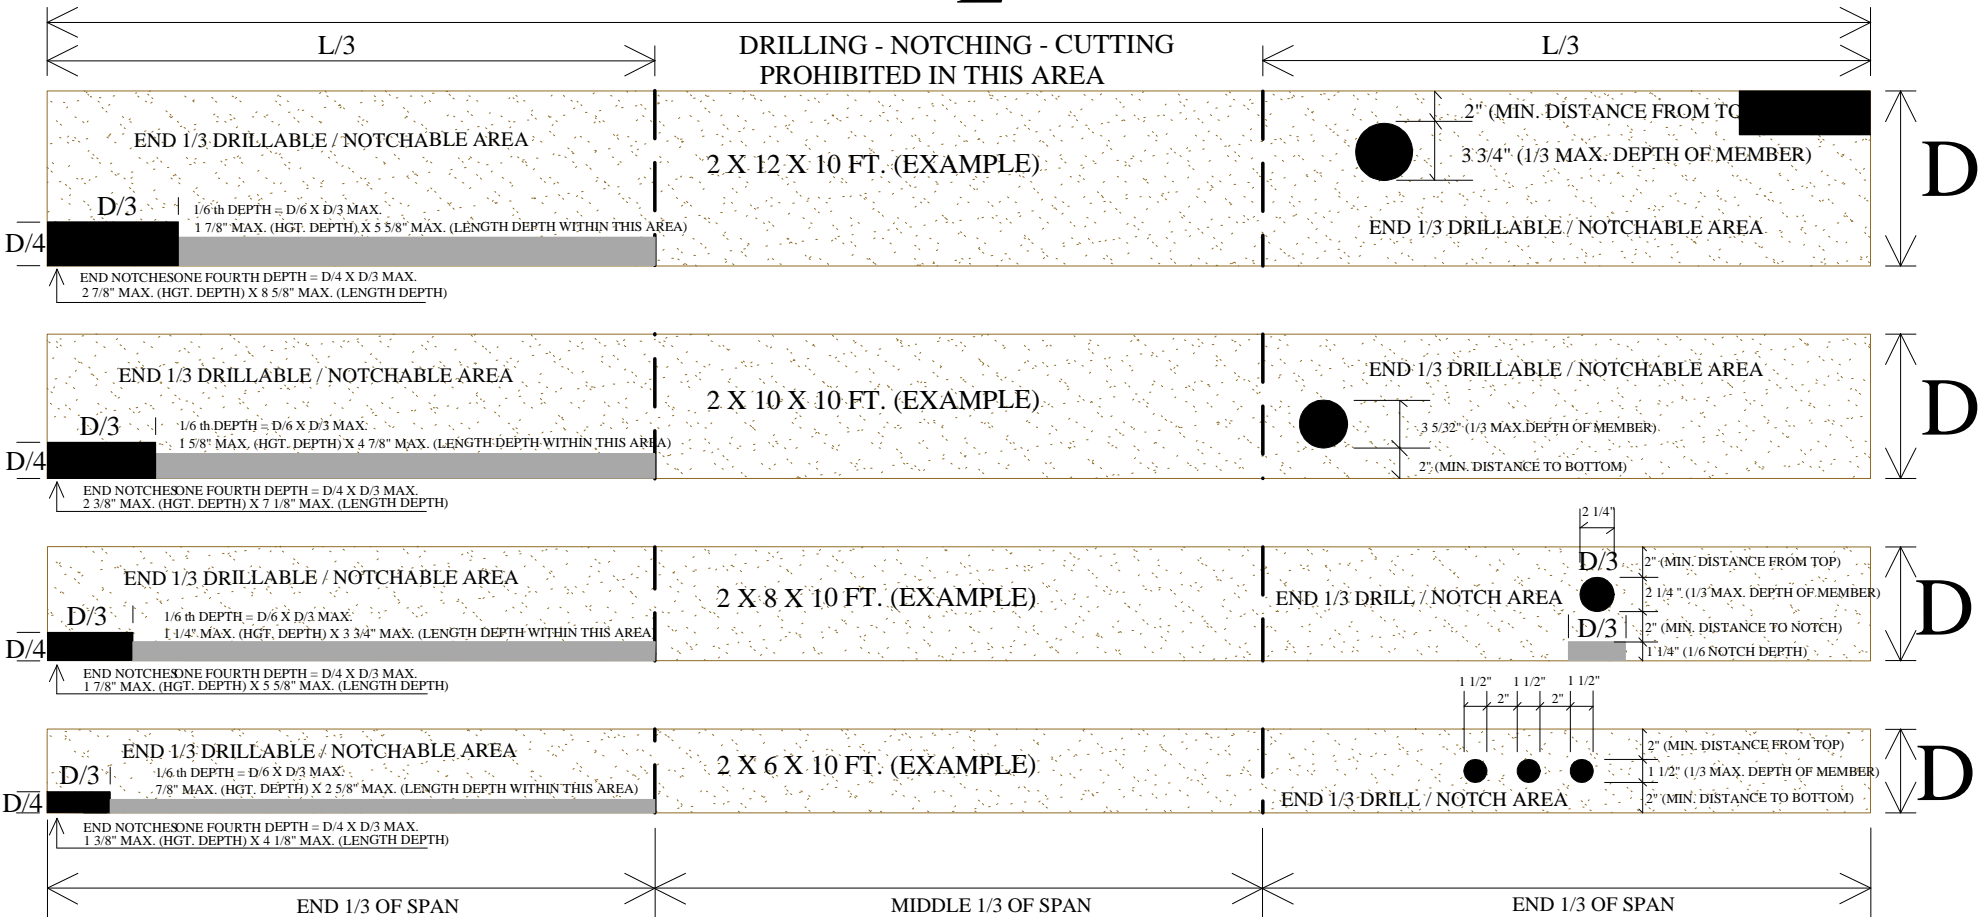 L/3
DRILLING - NOTCHING - CUTTING
PROHIBITED IN THIS AREA
L/3
END 1/3 DRILLABLE / NOTCHABLE AREA
D/3
1/6 th DEPTH = D/6 X D/3 MAX.
1 7/8" MAX. (HGT. DEPTH) X 5 5/8" MAX. (LENGTH DEPTH WITHIN THIS AREA)
D/4
END NOTCHES ONE FOURTH DEPTH = D/4 X D/3 MAX.
2 7/8" MAX. (HGT. DEPTH) X 8 5/8" MAX. (LENGTH DEPTH)
2 X 12 X 10 FT. (EXAMPLE)
2" (MIN. DISTANCE FROM TO
3 3/4" (1/3 MAX. DEPTH OF MEMBER)
END 1/3 DRILLABLE / NOTCHABLE AREA
D
END 1/3 DRILLABLE / NOTCHABLE AREA
D/3
1/6 th DEPTH = D/6 X D/3 MAX.
1 5/8" MAX. (HGT. DEPTH) X 4 7/8" MAX. (LENGTH DEPTH WITHIN THIS AREA)
D/4
END NOTCHES ONE FOURTH DEPTH = D/4 X D/3 MAX.
2 3/8" MAX. (HGT. DEPTH) X 7 1/8" MAX. (LENGTH DEPTH)
2 X 10 X 10 FT. (EXAMPLE)
END 1/3 DRILLABLE / NOTCHABLE AREA
3 5/32" (1/3 MAX.DEPTH OF MEMBER)
2" (MIN. DISTANCE TO BOTTOM)
D
END 1/3 DRILLABLE / NOTCHABLE AREA
D/3
1/6 th DEPTH = D/6 X D/3 MAX.
1 1/4" MAX. (HGT. DEPTH) X 3 3/4" MAX. (LENGTH DEPTH WITHIN THIS AREA)
D/4
END NOTCHES ONE FOURTH DEPTH = D/4 X D/3 MAX.
1 7/8" MAX. (HGT. DEPTH) X 5 5/8" MAX. (LENGTH DEPTH)
2 X 8 X 10 FT. (EXAMPLE)
2 1/4"
D/3
2" (MIN. DISTANCE FROM TOP)
END 1/3 DRILL / NOTCH AREA
2 1/4 " (1/3 MAX. DEPTH OF MEMBER)
D/3
2" (MIN. DISTANCE TO NOTCH)
1 1/4" (1/6 NOTCH DEPTH)
D
END 1/3 DRILLABLE / NOTCHABLE AREA
D/3
1/6 th DEPTH = D/6 X D/3 MAX.
7/8" MAX. (HGT. DEPTH) X 2 5/8" MAX. (LENGTH DEPTH WITHIN THIS AREA)
D/4
END NOTCHES ONE FOURTH DEPTH = D/4 X D/3 MAX.
1 3/8" MAX. (HGT. DEPTH) X 4 1/8" MAX. (LENGTH DEPTH)
2 X 6 X 10 FT. (EXAMPLE)
1 1/2" 1 1/2" 1 1/2"
2" 2"
2" (MIN. DISTANCE FROM TOP)
1 1/2" (1/3 MAX. DEPTH OF MEMBER)
END 1/3 DRILL / NOTCH AREA
2" (MIN. DISTANCE TO BOTTOM)
D
END 1/3 OF SPAN
MIDDLE 1/3 OF SPAN
END 1/3 OF SPAN